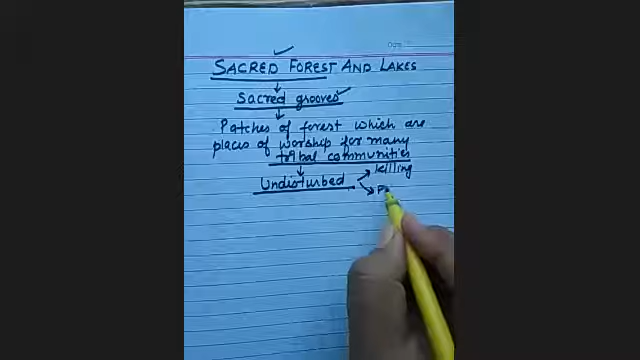 Date
SACRED FOREST AND LAKES
Sacred grooves
Patches of forest which are
places of worship for many
tribal communities
Undisturbed
killing
P